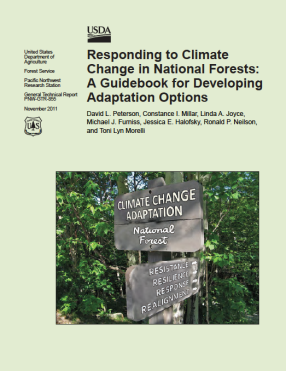 USDA
United States
Department of
Agriculture
Forest Service
Pacific Northwest
Research Station
General Technical Report
PNW-GTR-855
November 2011
Responding to Climate
Change in National Forests:
A Guidebook for Developing
Adaptation Options
David L. Peterson, Constance I. Millar, Linda A. Joyce,
Michael J. Furniss, Jessica E. Halofsky, Ronald P. Neilson,
and Toni Lyn Morelli
CLIMATE CHANGE
ADAPTATION
National
Forest
RESISTANCE
RESILIENCE
RESPONSE
REALIGNMENT